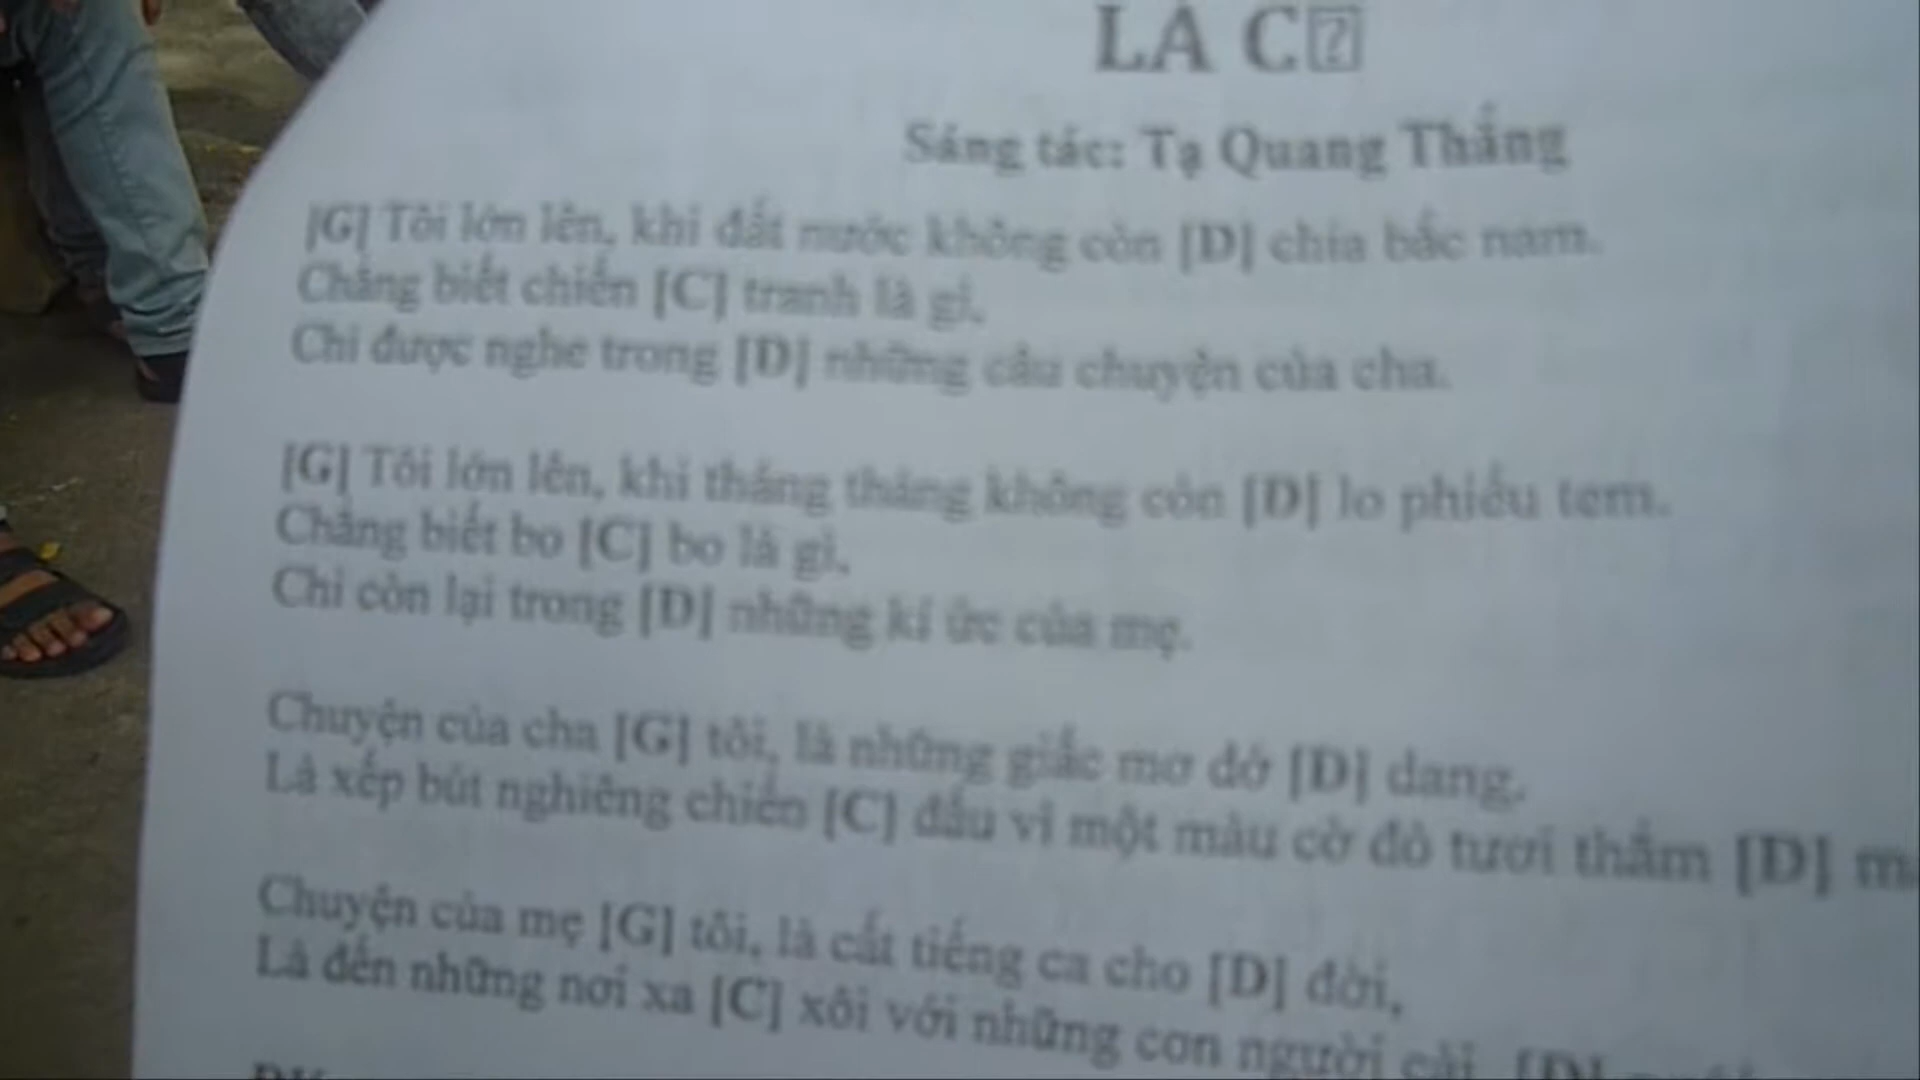 LÁ C
Sáng tác: Tạ Quang Thắng
[G] Tôi lớn lên, khi đất nước không còn [D] chia bắc nam.
Chẳng biết chiến [C] tranh là gì,
Chỉ được nghe trong [D] những câu chuyện của cha.
[G] Tôi lớn lên, khi tháng tháng không còn [D] lo phiếu tem.
Chẳng biết bo [C] bo là gì,
Chỉ còn lại trong [D] những kí ức của mẹ.
Chuyện của cha [G] tôi, là những giấc mơ dở [D] dang,
Là xếp bút nghiêng chiến [C] đấu vì một màu cờ đỏ tươi thắm [D]
Chuyện của mẹ [G] tôi, là cất tiếng ca cho [D] đời,
Là đến những nơi xa [C] xôi với những con người [D]